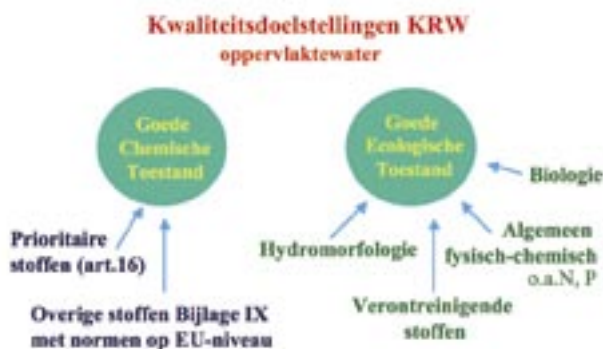 Kwaliteitsdoelstellingen KRW
oppervlaktewater
Goede
Chemische
Toestand
Goede
Ecologische
Toestand
Prioritaire
stoffen (art.16)
Overige stoffen Bijlage IX
met normen op EU-niveau
Hydromorfologie
Verontreinigende
stoffen
Algemeen
fysisch-chemisch
o.a.N, P
Biologie